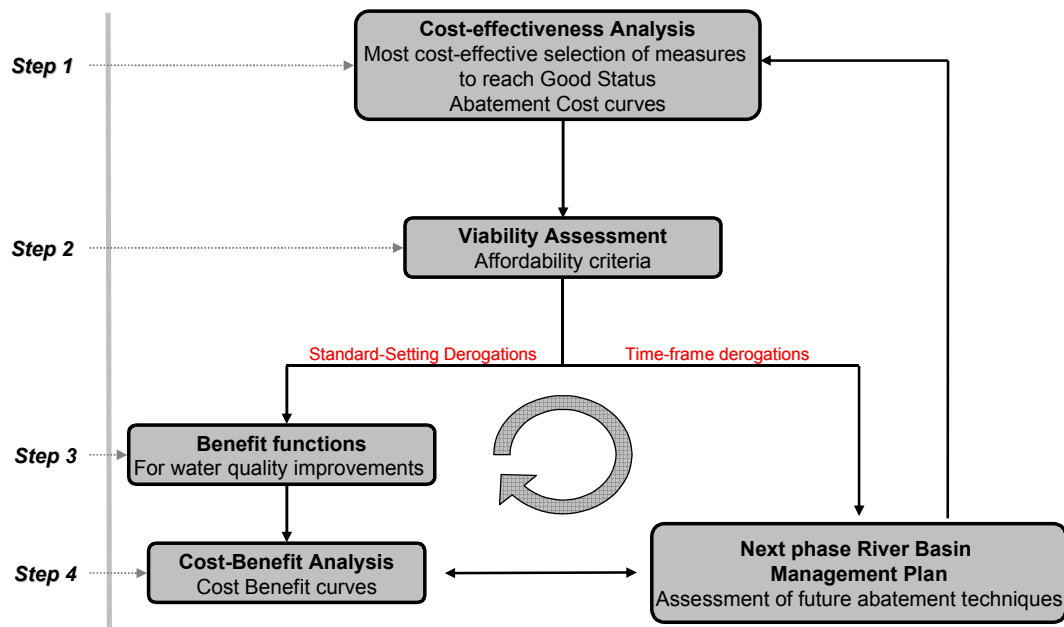 Step 1
Cost-effectiveness Analysis
Most cost-effective selection of measures
to reach Good Status
Abatement Cost curves
Step 2
Viability Assessment
Affordability criteria
Standard-Setting Derogations
Time-frame derogations
Step 3
Benefit functions
For water quality improvements
Step 4
Cost-Benefit Analysis
Cost Benefit curves
Next phase River Basin
Management Plan
Assessment of future abatement techniques